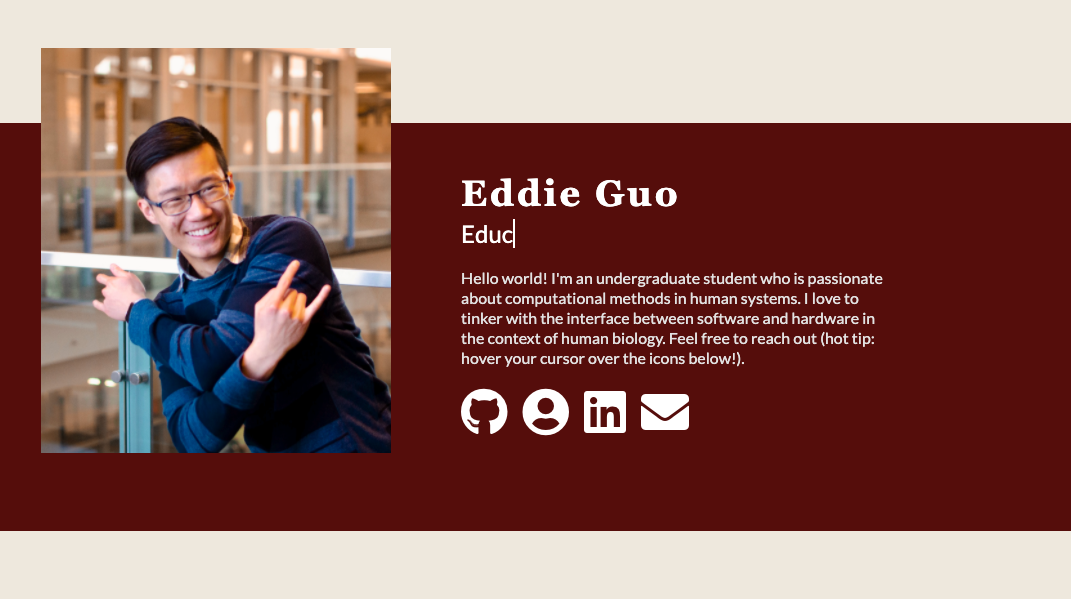 Eddie Guo
Educ
Hello world! I'm an undergraduate student who is passionate
about computational methods in human systems. I love to
tinker with the interface between software and hardware in
the context of human biology. Feel free to reach out (hot tip:
hover your cursor over the icons below!).
in